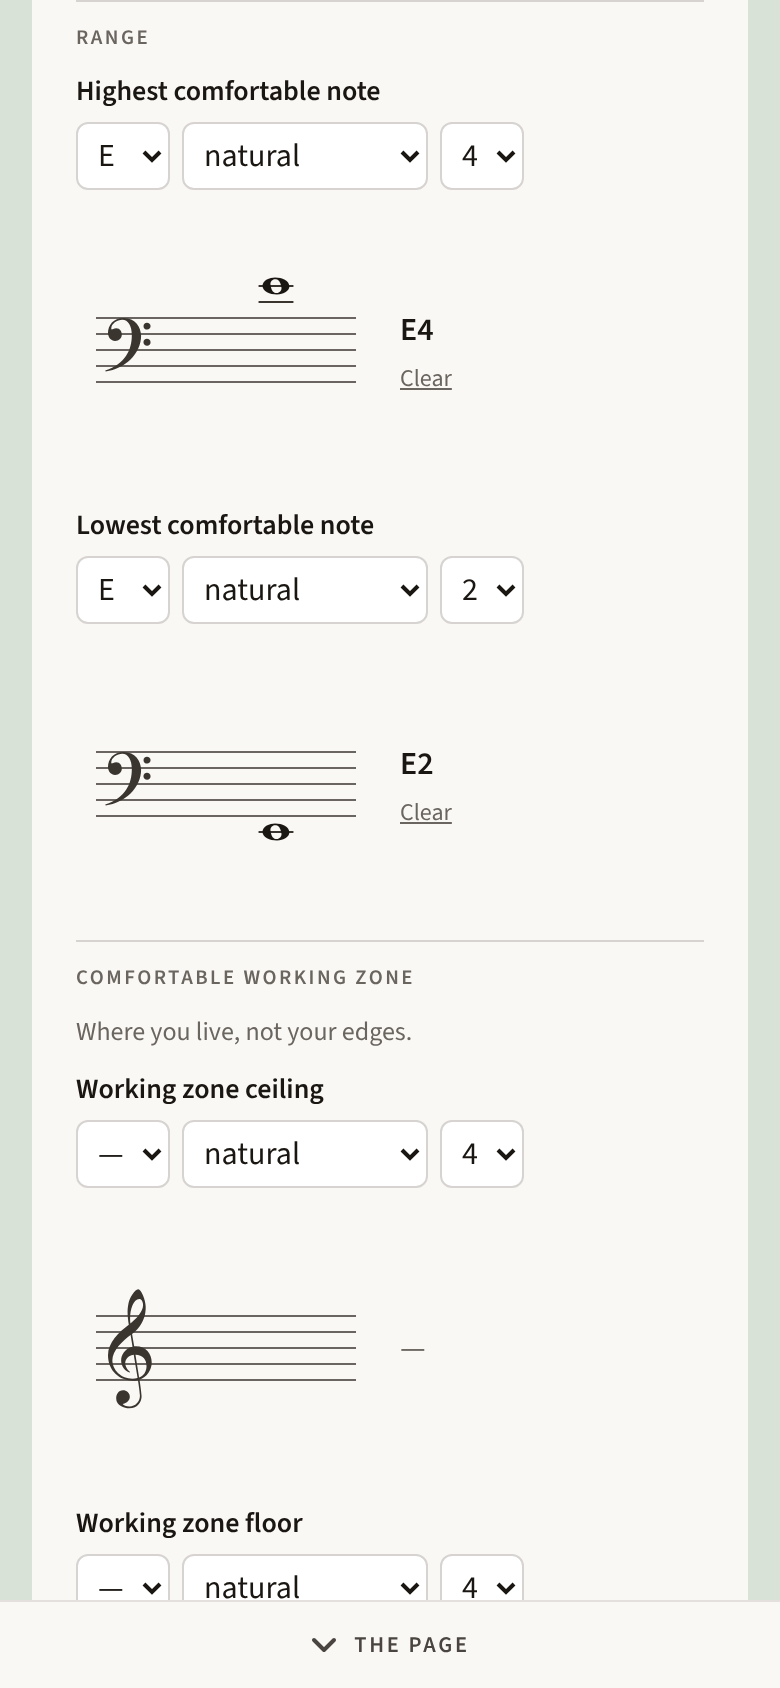 RANGE
Highest comfortable note
E natural 4
E4
Clear
Lowest comfortable note
E natural 2
E2
Clear
COMFORTABLE WORKING ZONE
Where you live, not your edges.
Working zone ceiling
— natural 4
—
Working zone floor
— natural 4
THE PAGE